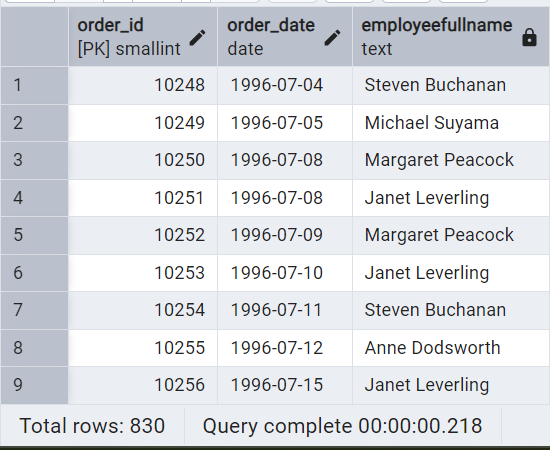 order_id order_date employeefullname
[PK] smallint date text
1 10248 1996-07-04 Steven Buchanan
2 10249 1996-07-05 Michael Suyama
3 10250 1996-07-08 Margaret Peacock
4 10251 1996-07-08 Janet Leverling
5 10252 1996-07-09 Margaret Peacock
6 10253 1996-07-10 Janet Leverling
7 10254 1996-07-11 Steven Buchanan
8 10255 1996-07-12 Anne Dodsworth
9 10256 1996-07-15 Janet Leverling
Total rows: 830 Query complete 00:00:00.218